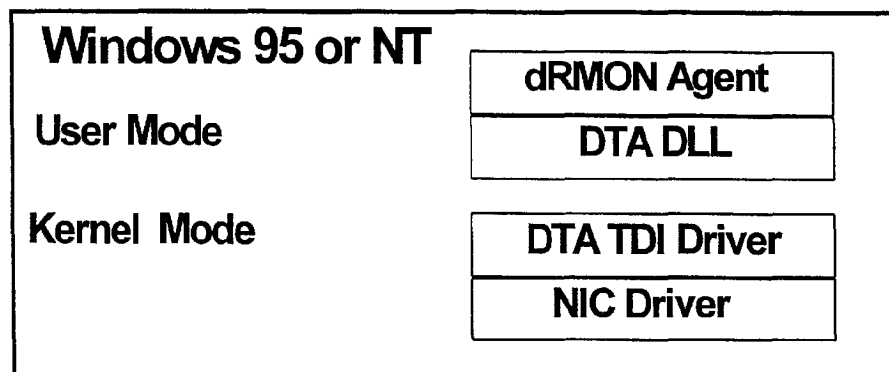 Windows 95 or NT
dRMON Agent
User Mode
DTA DLL
Kernel Mode
DTA TDI Driver
NIC Driver